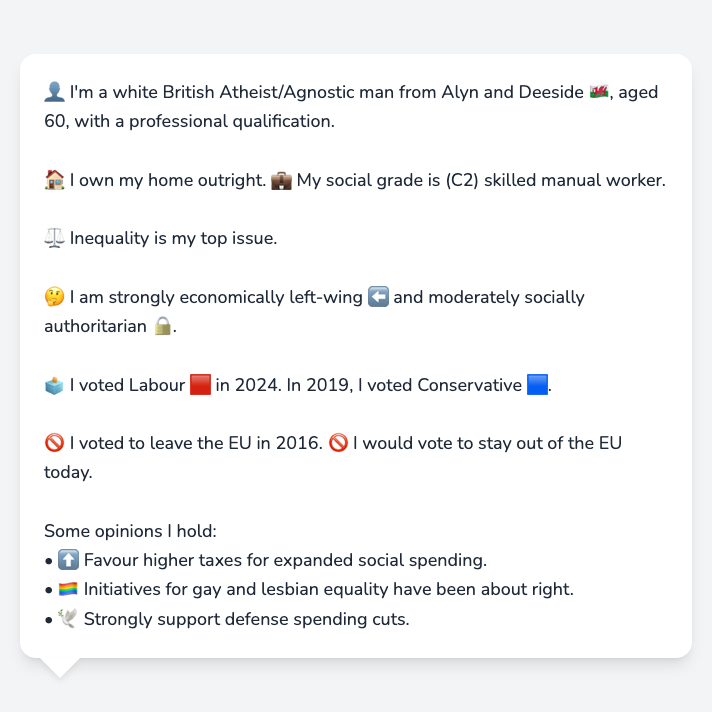 👤 I'm a white British Atheist/Agnostic man from Alyn and Deeside 🏴󠁧󠁢󠁷󠁬󠁳󠁿, aged
60, with a professional qualification.
🏠 I own my home outright. 💼 My social grade is (C2) skilled manual worker.
⚖️ Inequality is my top issue.
🤔 I am strongly economically left-wing ⬅️ and moderately socially
authoritarian 🔒.
🗳️ I voted Labour 🟥 in 2024. In 2019, I voted Conservative 🟦.
🚫 I voted to leave the EU in 2016. 🚫 I would vote to stay out of the EU
today.
Some opinions I hold:
• ⬆️ Favour higher taxes for expanded social spending.
• 🏳️‍🌈 Initiatives for gay and lesbian equality have been about right.
• 🕊️ Strongly support defense spending cuts.